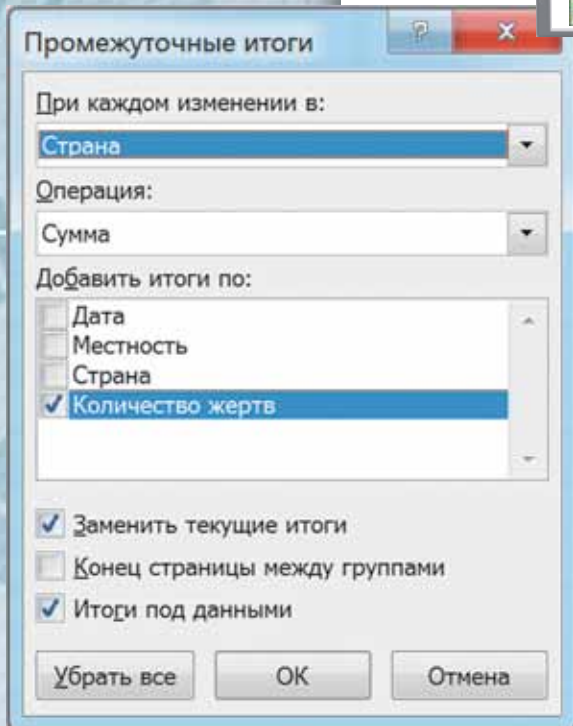 Промежуточные итоги
При каждом изменении в:
Страна
Операция:
Сумма
Добавить итоги по:
Дата
Местность
Страна
Количество жертв
Заменить текущие итоги
Конец страницы между группами
Итоги под данными
Убрать все ОК Отмена